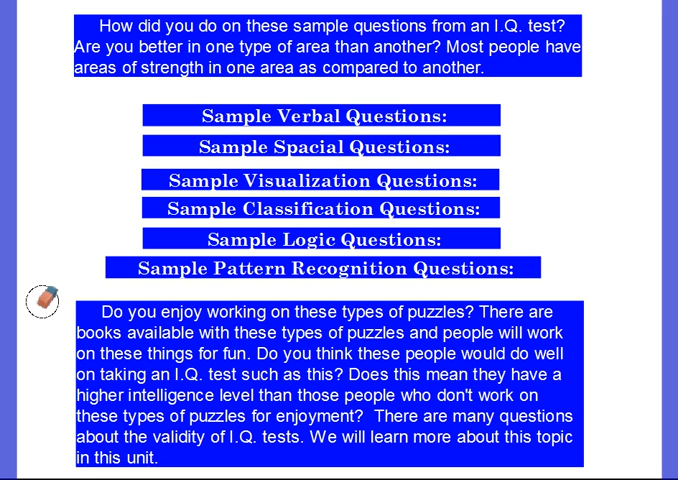 How did you do on these sample questions from an I.Q. test?
Are you better in one type of area than another? Most people have
areas of strength in one area as compared to another.
Sample Verbal Questions:
Sample Spacial Questions:
Sample Visualization Questions:
Sample Classification Questions:
Sample Logic Questions:
Sample Pattern Recognition Questions:
Do you enjoy working on these types of puzzles? There are
books available with these types of puzzles and people will work
on these things for fun. Do you think these people would do well
on taking an I.Q. test such as this? Does this mean they have a
higher intelligence level than those people who don't work on
these types of puzzles for enjoyment? There are many questions
about the validity of I.Q. tests. We will learn more about this topic
in this unit.